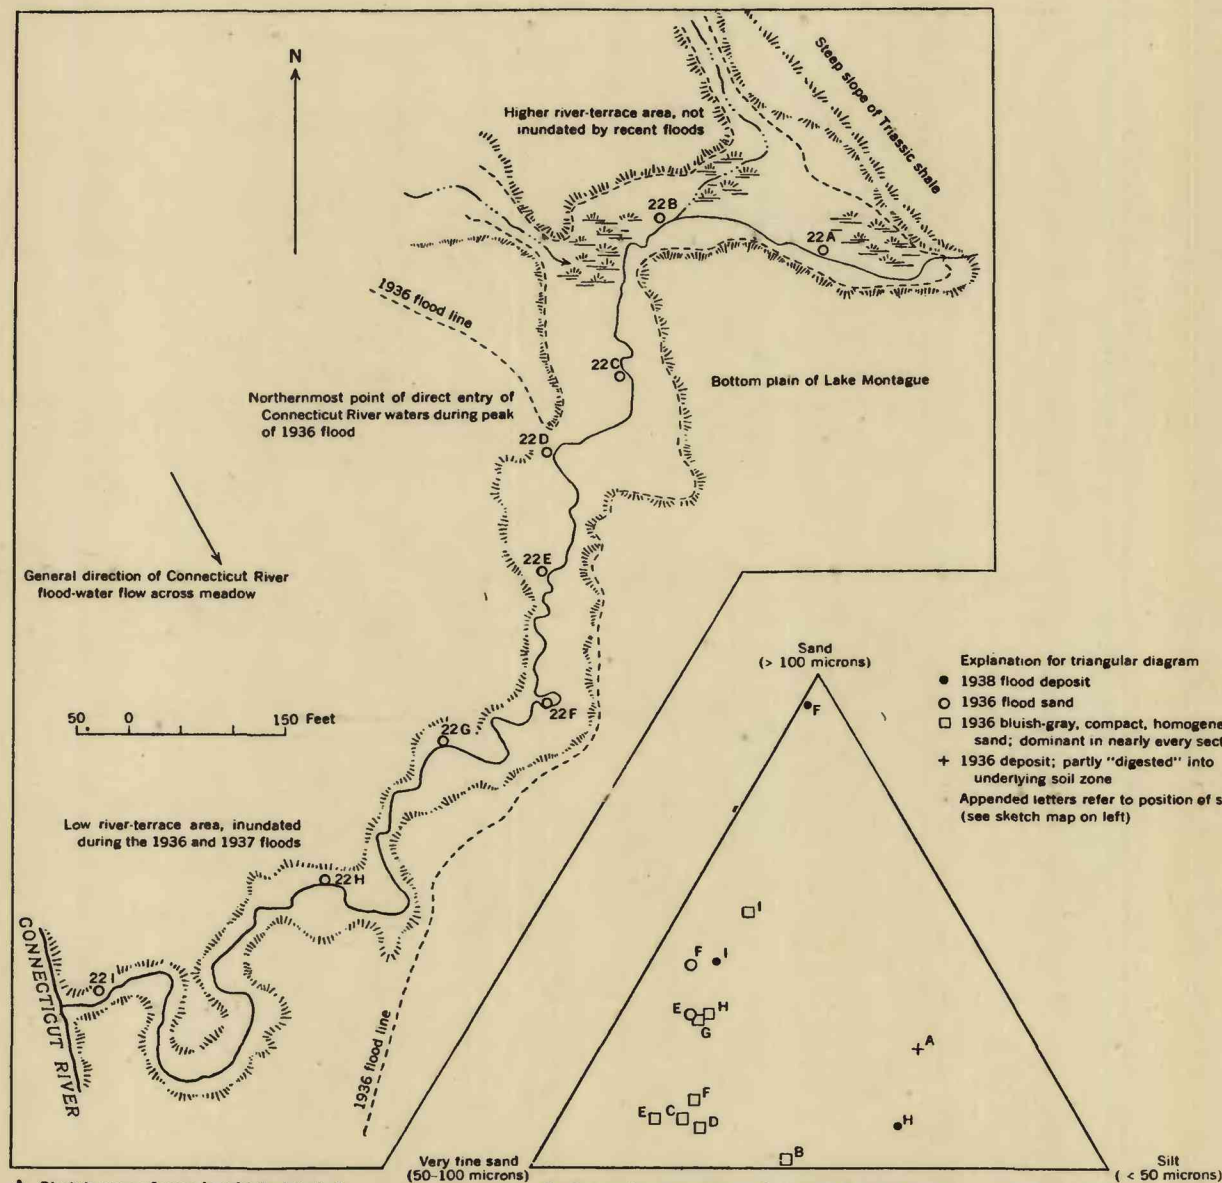 N
Steep slope of Triassic shale
Higher river-terrace area, not
inundated by recent floods
22B
22A
1936 flood line
22C
Bottom plain of Lake Montague
Northernmost point of direct entry of
Connecticut River waters during peak
of 1936 flood
22D
22E
General direction of Connecticut River
flood-water flow across meadow
50 0 150 Feet
22F
22G
Low river-terrace area, inundated
during the 1936 and 1937 floods
22H
CONNECTICUT RIVER
22I
1936 flood line
Sand
(> 100 microns)
Explanation for triangular diagram
1938 flood deposit
1936 flood sand
1936 bluish-gray, compact, homogene
sand; dominant in nearly every sect
1936 deposit; partly "digested" into
underlying soil zone
Appended letters refer to position of s
(see sketch map on left)
F
I
F
I
E
H
G
A
F
E
C
D
H
B
Very fine sand
(50-100 microns)
Silt
( < 50 microns)